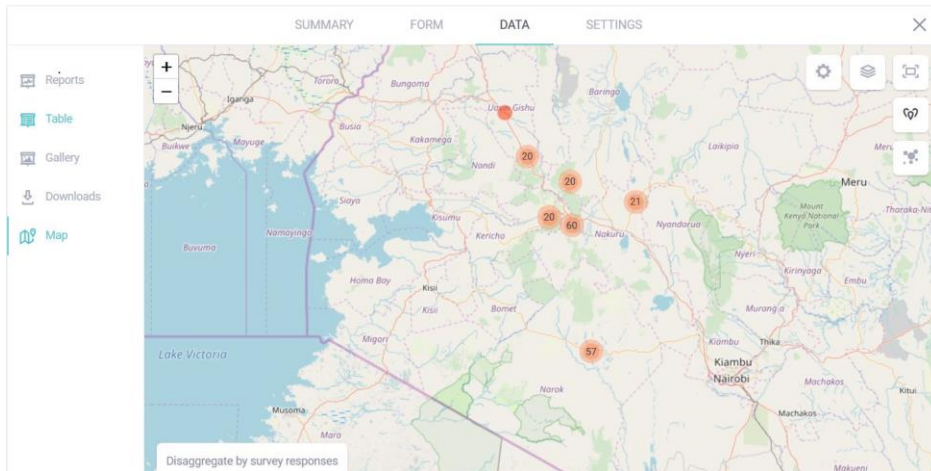 SUMMARY
FORM
DATA
SETTINGS
Reports
Table
Gallery
Downloads
Map
+
−
Tororo
Bungoma
Baringo
Iganga
Njeru
Mayuge
Buikwe
Busia
Kakamega
Nandi
Laikipia
Meru
Siaya
Kisumu
Kericho
Nakuru
Nyandarua
Mount
Kenya National
Park
Tharaka-Nit
Buvuma
Namayingo
Nyeri
Kirinyaga
Embu
Homa Bay
Kisii
Kisii
Bomet
Murang'a
Migori
Kiambu
Thika
Lake Victoria
Kiambu
Nairobi
Machakos
Kitui
Narok
Musoma
Machakos
Mara
Makueni
20
20
21
20
60
57
Disaggregate by survey responses